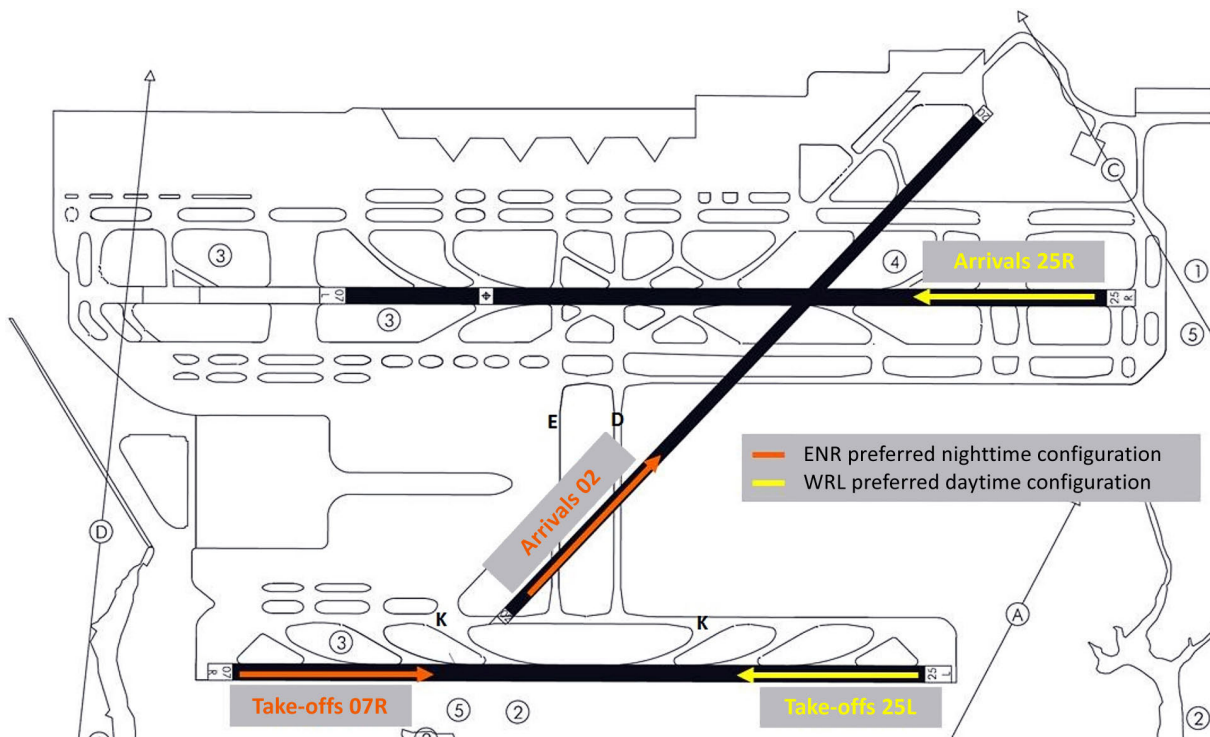 20
C
3
4
Arrivals 25R
1
07
L
25
R
3
5
E
D
ENR preferred nighttime configuration
WRL preferred daytime configuration
Arrivals 02
D
A
K
K
3
07
R
25
L
Take-offs 07R
5
2
Take-offs 25L
2